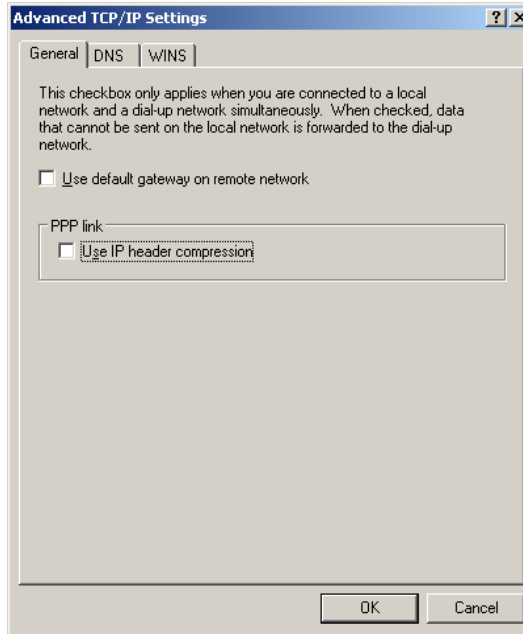 Advanced TCP/IP Settings
General DNS WINS
This checkbox only applies when you are connected to a local
network and a dial-up network simultaneously. When checked, data
that cannot be sent on the local network is forwarded to the dial-up
network.
Use default gateway on remote network
PPP link
Use IP header compression
OK Cancel